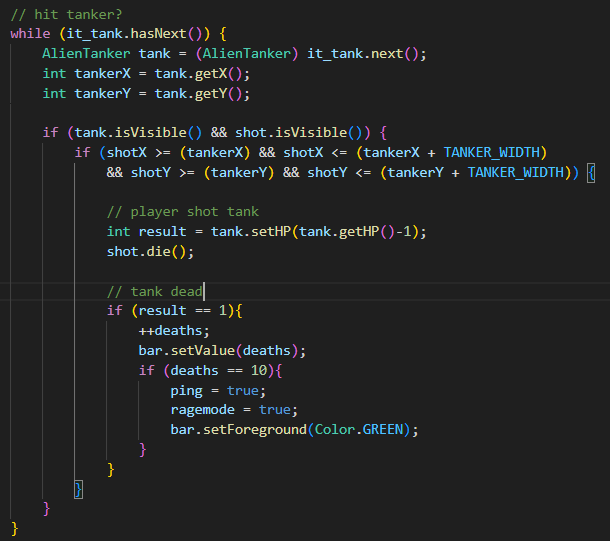 // hit tanker?
while (it_tank.hasNext()) {
    AlienTanker tank = (AlienTanker) it_tank.next();
    int tankerX = tank.getX();
    int tankerY = tank.getY();

    if (tank.isVisible() && shot.isVisible()) {
        if (shotX >= (tankerX) && shotX <= (tankerX + TANKER_WIDTH)
            && shotY >= (tankerY) && shotY <= (tankerY + TANKER_WIDTH)) {

            // player shot tank
            int result = tank.setHP(tank.getHP()-1);
            shot.die();

            // tank dead
            if (result == 1){
                ++deaths;
                bar.setValue(deaths);
                if (deaths == 10){
                    ping = true;
                    ragemode = true;
                    bar.setForeground(Color.GREEN);
                }
            }
        }
    }
}